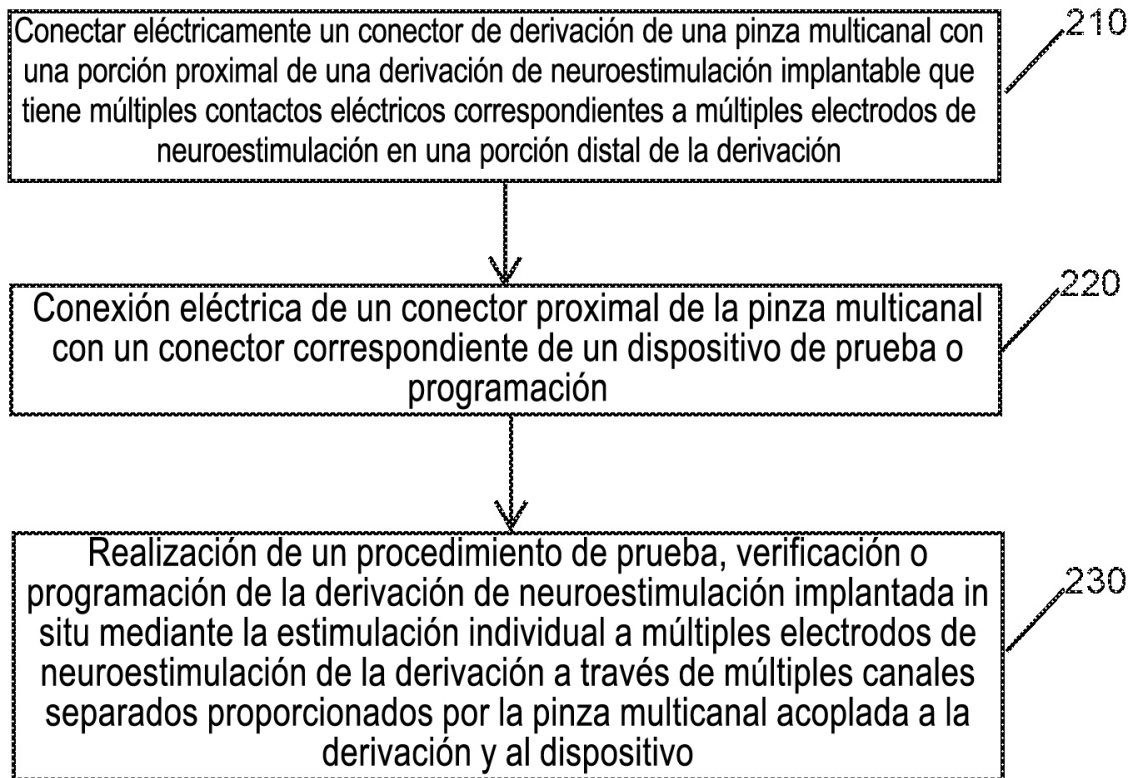 Conectar eléctricamente un conector de derivación de una pinza multicanal con
una porción proximal de una derivación de neuroestimulación implantable que
tiene múltiples contactos eléctricos correspondientes a múltiples electrodos de
neuroestimulación en una porción distal de la derivación
210
Conexión eléctrica de un conector proximal de la pinza multicanal
con un conector correspondiente de un dispositivo de prueba o
programación
220
Realización de un procedimiento de prueba, verificación o
programación de la derivación de neuroestimulación implantada in
situ mediante la estimulación individual a múltiples electrodos de
neuroestimulación de la derivación a través de múltiples canales
separados proporcionados por la pinza multicanal acoplada a la
derivación y al dispositivo
230